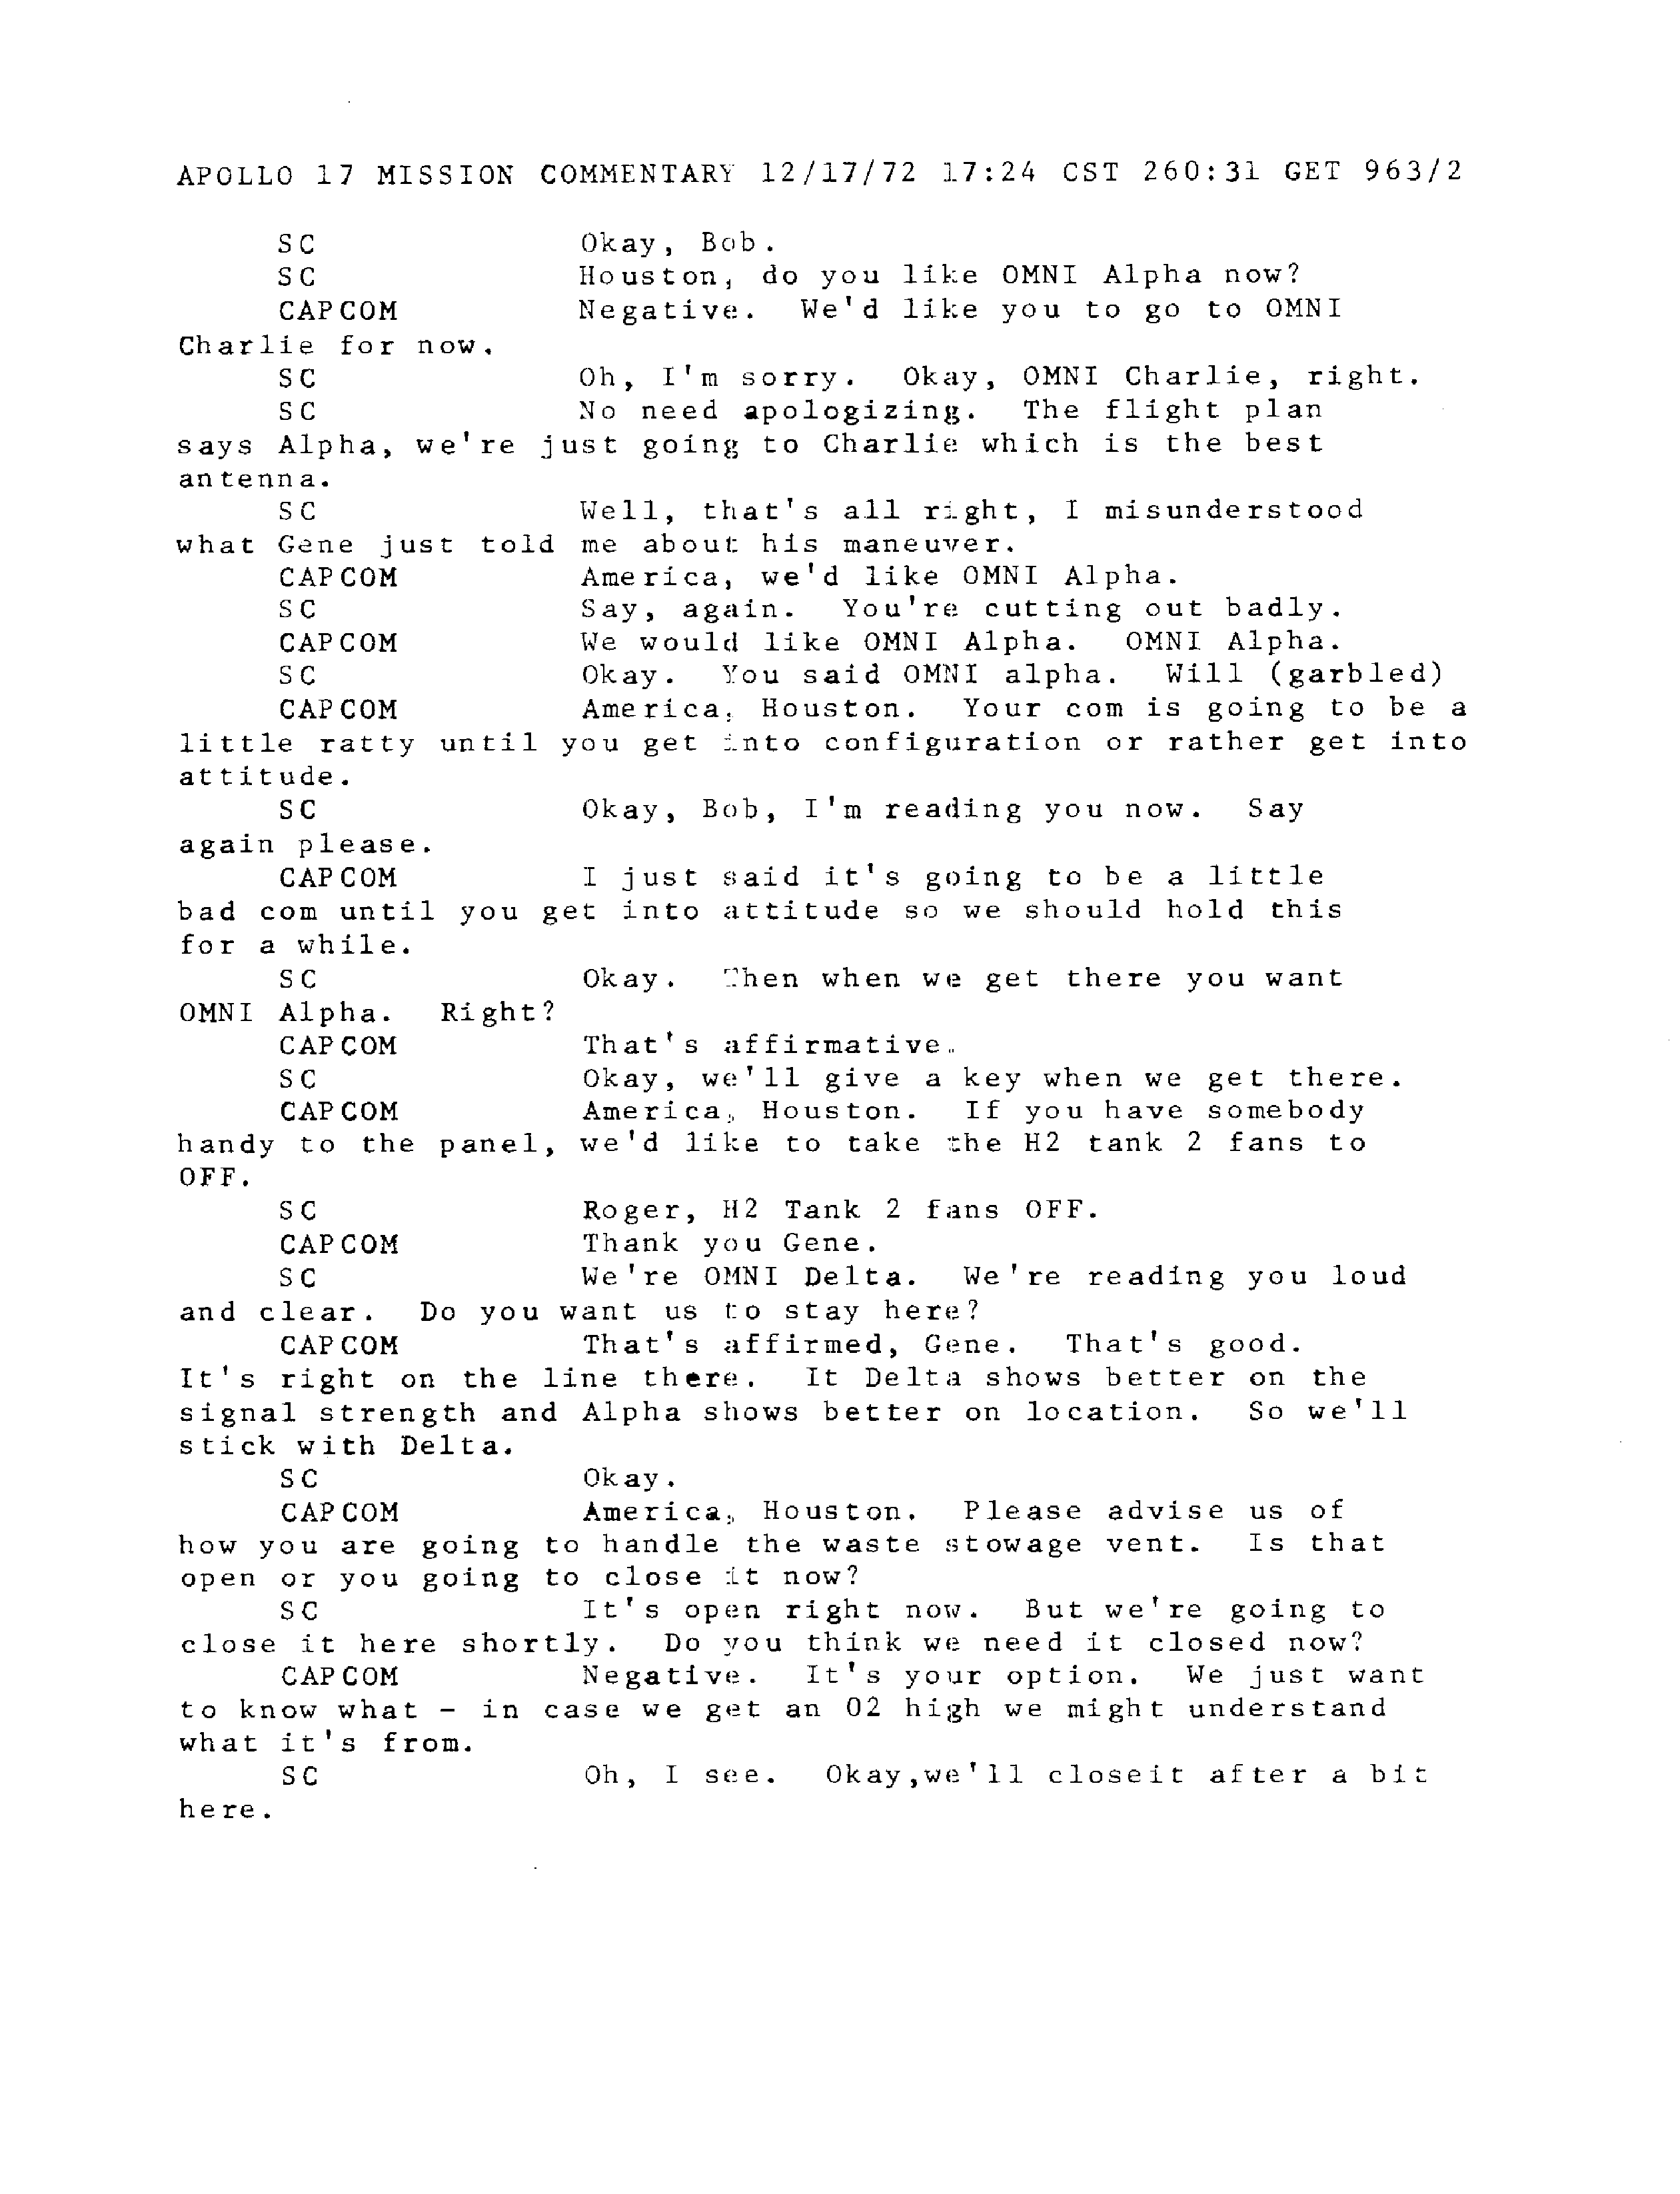 APOLLO 17 MISSION COMMENTARY 12/17/72 17:24 CST 260:31 GET 963/2
SC Okay, Bob.
SC Houston, do you like OMNI Alpha now?
CAPCOM Negative. We'd like you to go to OMNI
Charlie for now.
SC Oh, I'm sorry. Okay, OMNI Charlie, right.
SC No need apologizing. The flight plan
says Alpha, we're just going to Charlie which is the best
antenna.
SC Well, that's all right, I misunderstood
what Gene just told me about his maneuver.
CAPCOM America, we'd like OMNI Alpha.
SC Say, again. You're cutting out badly.
CAPCOM We would like OMNI Alpha. OMNI Alpha.
SC Okay. You said OMNI alpha. Will (garbled)
CAPCOM America, Houston. Your com is going to be a
little ratty until you get into configuration or rather get into
attitude.
SC Okay, Bob, I'm reading you now. Say
again please.
CAPCOM I just said it's going to be a little
bad com until you get into attitude so we should hold this
for a while.
SC Okay. Then when we get there you want
OMNI Alpha. Right?
CAPCOM That's affirmative.
SC Okay, we'll give a key when we get there.
CAPCOM America, Houston. If you have somebody
handy to the panel, we'd like to take the H2 tank 2 fans to
OFF.
SC Roger, H2 Tank 2 fans OFF.
CAPCOM Thank you Gene.
SC We're OMNI Delta. We're reading you loud
and clear. Do you want us to stay here?
CAPCOM That's affirmed, Gene. That's good.
It's right on the line there. It Delta shows better on the
signal strength and Alpha shows better on location. So we'll
stick with Delta.
SC Okay.
CAPCOM America, Houston. Please advise us of
how you are going to handle the waste stowage vent. Is that
open or you going to close it now?
SC It's open right now. But we're going to
close it here shortly. Do you think we need it closed now?
CAPCOM Negative. It's your option. We just want
to know what - in case we get an O2 high we might understand
what it's from.
SC Oh, I see. Okay,we'll closeit after a bit
here.